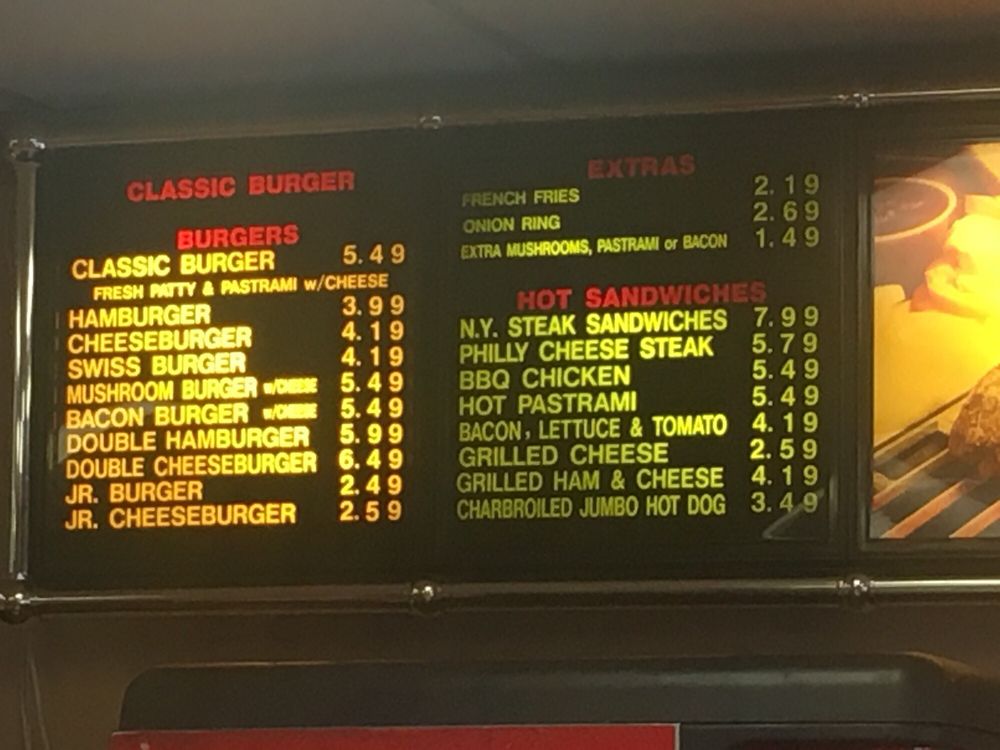 CLASSIC BURGER
BURGERS
CLASSIC BURGER 5.49
FRESH PATTY & PASTRAMI w/CHEESE
HAMBURGER 3.99
CHEESEBURGER 4.19
SWISS BURGER 4.19
MUSHROOM BURGER w/CHEESE 5.49
BACON BURGER w/CHEESE 5.49
DOUBLE HAMBURGER 5.99
DOUBLE CHEESEBURGER 6.49
JR. BURGER 2.49
JR. CHEESEBURGER 2.59
EXTRAS
FRENCH FRIES 2.19
ONION RING 2.69
EXTRA MUSHROOMS, PASTRAMI or BACON 1.49
HOT SANDWICHES
N.Y. STEAK SANDWICHES 7.99
PHILLY CHEESE STEAK 5.79
BBQ CHICKEN 5.49
HOT PASTRAMI 5.49
BACON, LETTUCE & TOMATO 4.19
GRILLED CHEESE 2.59
GRILLED HAM & CHEESE 4.19
CHARBROILED JUMBO HOT DOG 3.49